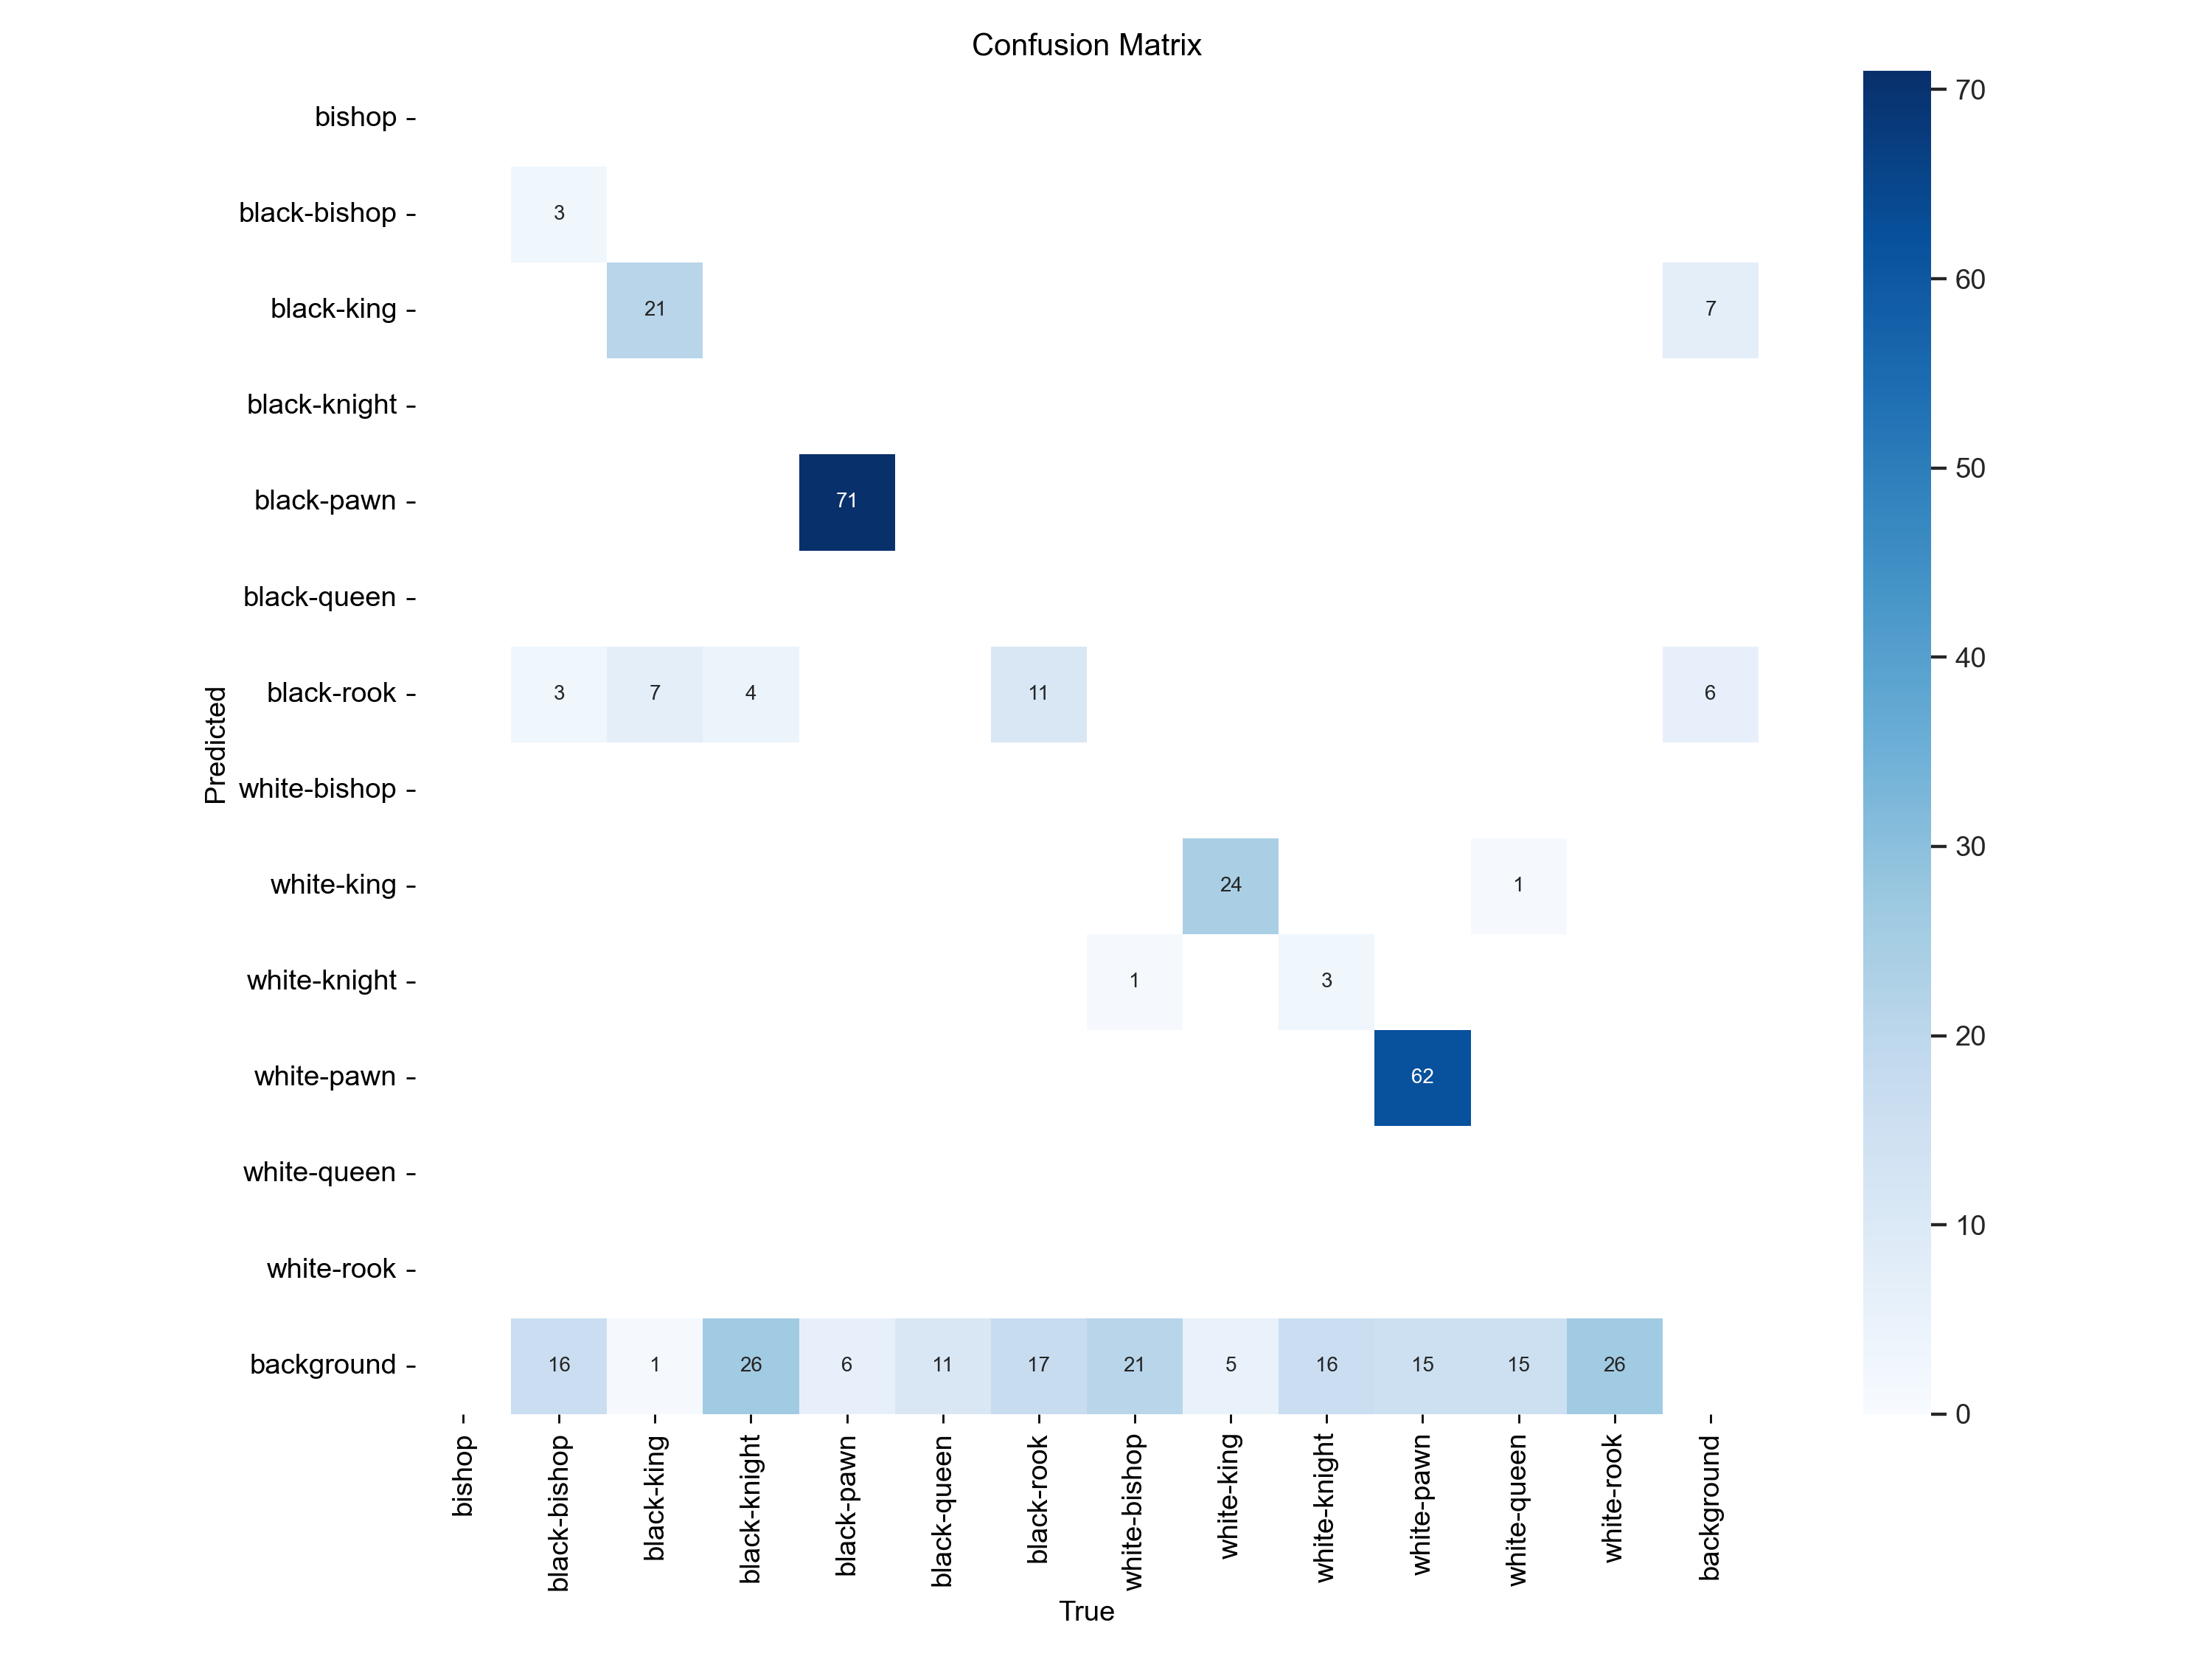 Confusion Matrix
bishop
black-bishop 3
black-king 21 7
black-knight
black-pawn 71
black-queen
black-rook 3 7 4 11 6
white-bishop
white-king 24 1
white-knight 1 3
white-pawn 62
white-queen
white-rook
background 16 1 26 6 11 17 21 5 16 15 15 26
Predicted
bishop
black-bishop
black-king
black-knight
black-pawn
black-queen
black-rook
white-bishop
white-king
white-knight
white-pawn
white-queen
white-rook
background
True
70
60
50
40
30
20
10
0